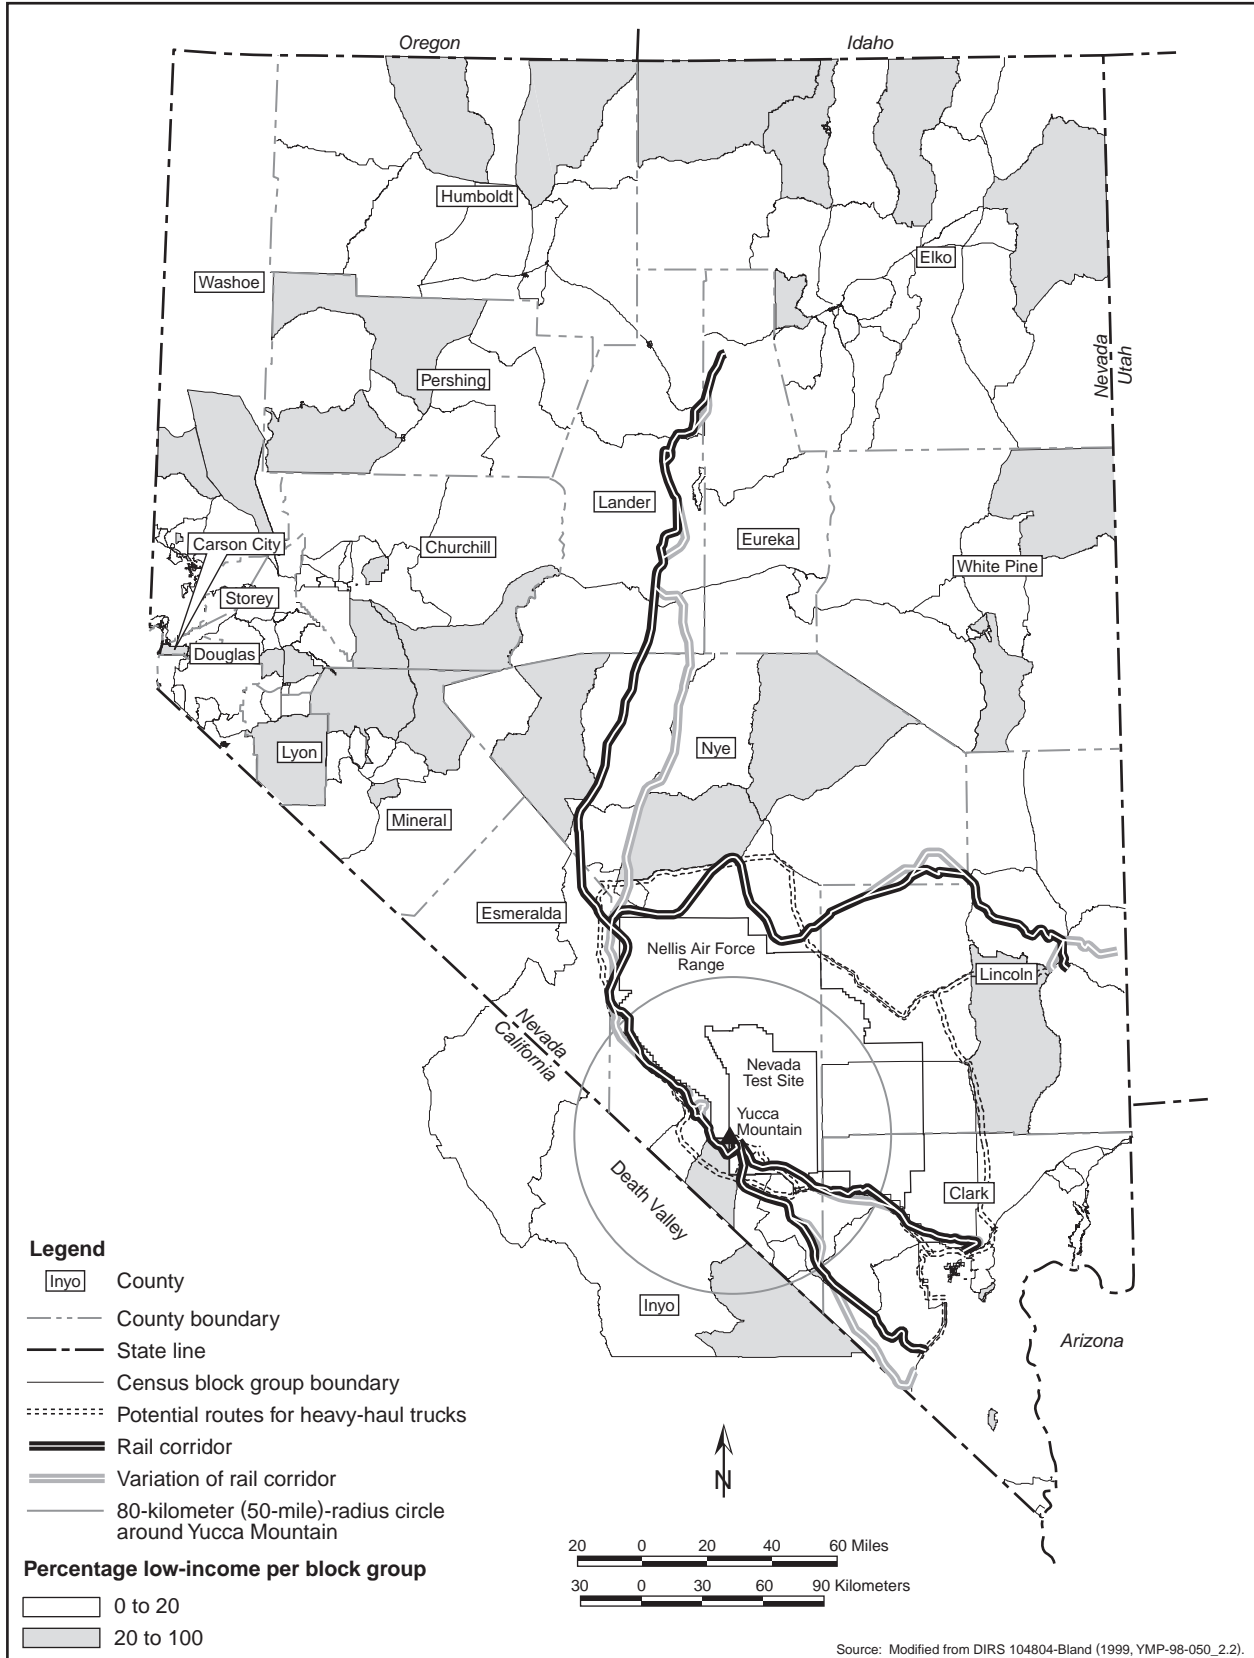 Oregon
Idaho
Humboldt
Elko
Washoe
Nevada
Utah
Pershing
Lander
Carson City
Churchill
Eureka
White Pine
Storey
Douglas
Lyon
Nye
Mineral
Esmeralda
Nellis Air Force
Range
Lincoln
Nevada
California
Nevada
Test Site
Yucca
Mountain
Death Valley
Clark
Inyo
Arizona
Legend
Inyo County
County boundary
State line
Census block group boundary
Potential routes for heavy-haul trucks
Rail corridor
Variation of rail corridor
80-kilometer (50-mile)-radius circle
around Yucca Mountain
Percentage low-income per block group
0 to 20
20 to 100
N
20 0 20 40 60 Miles
30 0 30 60 90 Kilometers
Source: Modified from DIRS 104804-Bland (1999, YMP-98-050_2.2).